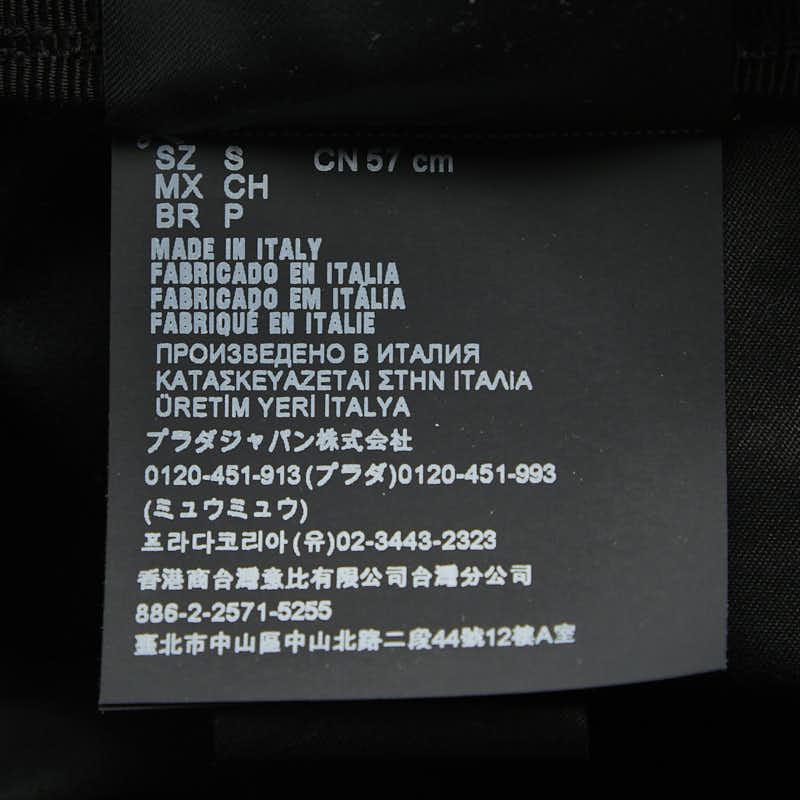 SZ S CN 57 cm
MX CH
BR P
MADE IN ITALY
FABRICADO EN ITALIA
FABRICADO EM ITÁLIA
FABRIQUÉ EN ITALIE
ПРОИЗВЕДЕНО В ИТАЛИЯ
ΚΑΤΑΣΚΕΥΑΖΕΤΑΙ ΣΤΗΝ ΙΤΑΛΙΑ
ÜRETİM YERİ İTALYA
プラダジャパン株式会社
0120-451-913(プラダ)0120-451-993
(ミュウミュウ)
프라다코리아(유)02-3443-2323
香港商台灣意比有限公司台灣分公司
886-2-2571-5255
臺北市中山區中山北路二段44號12樓A室